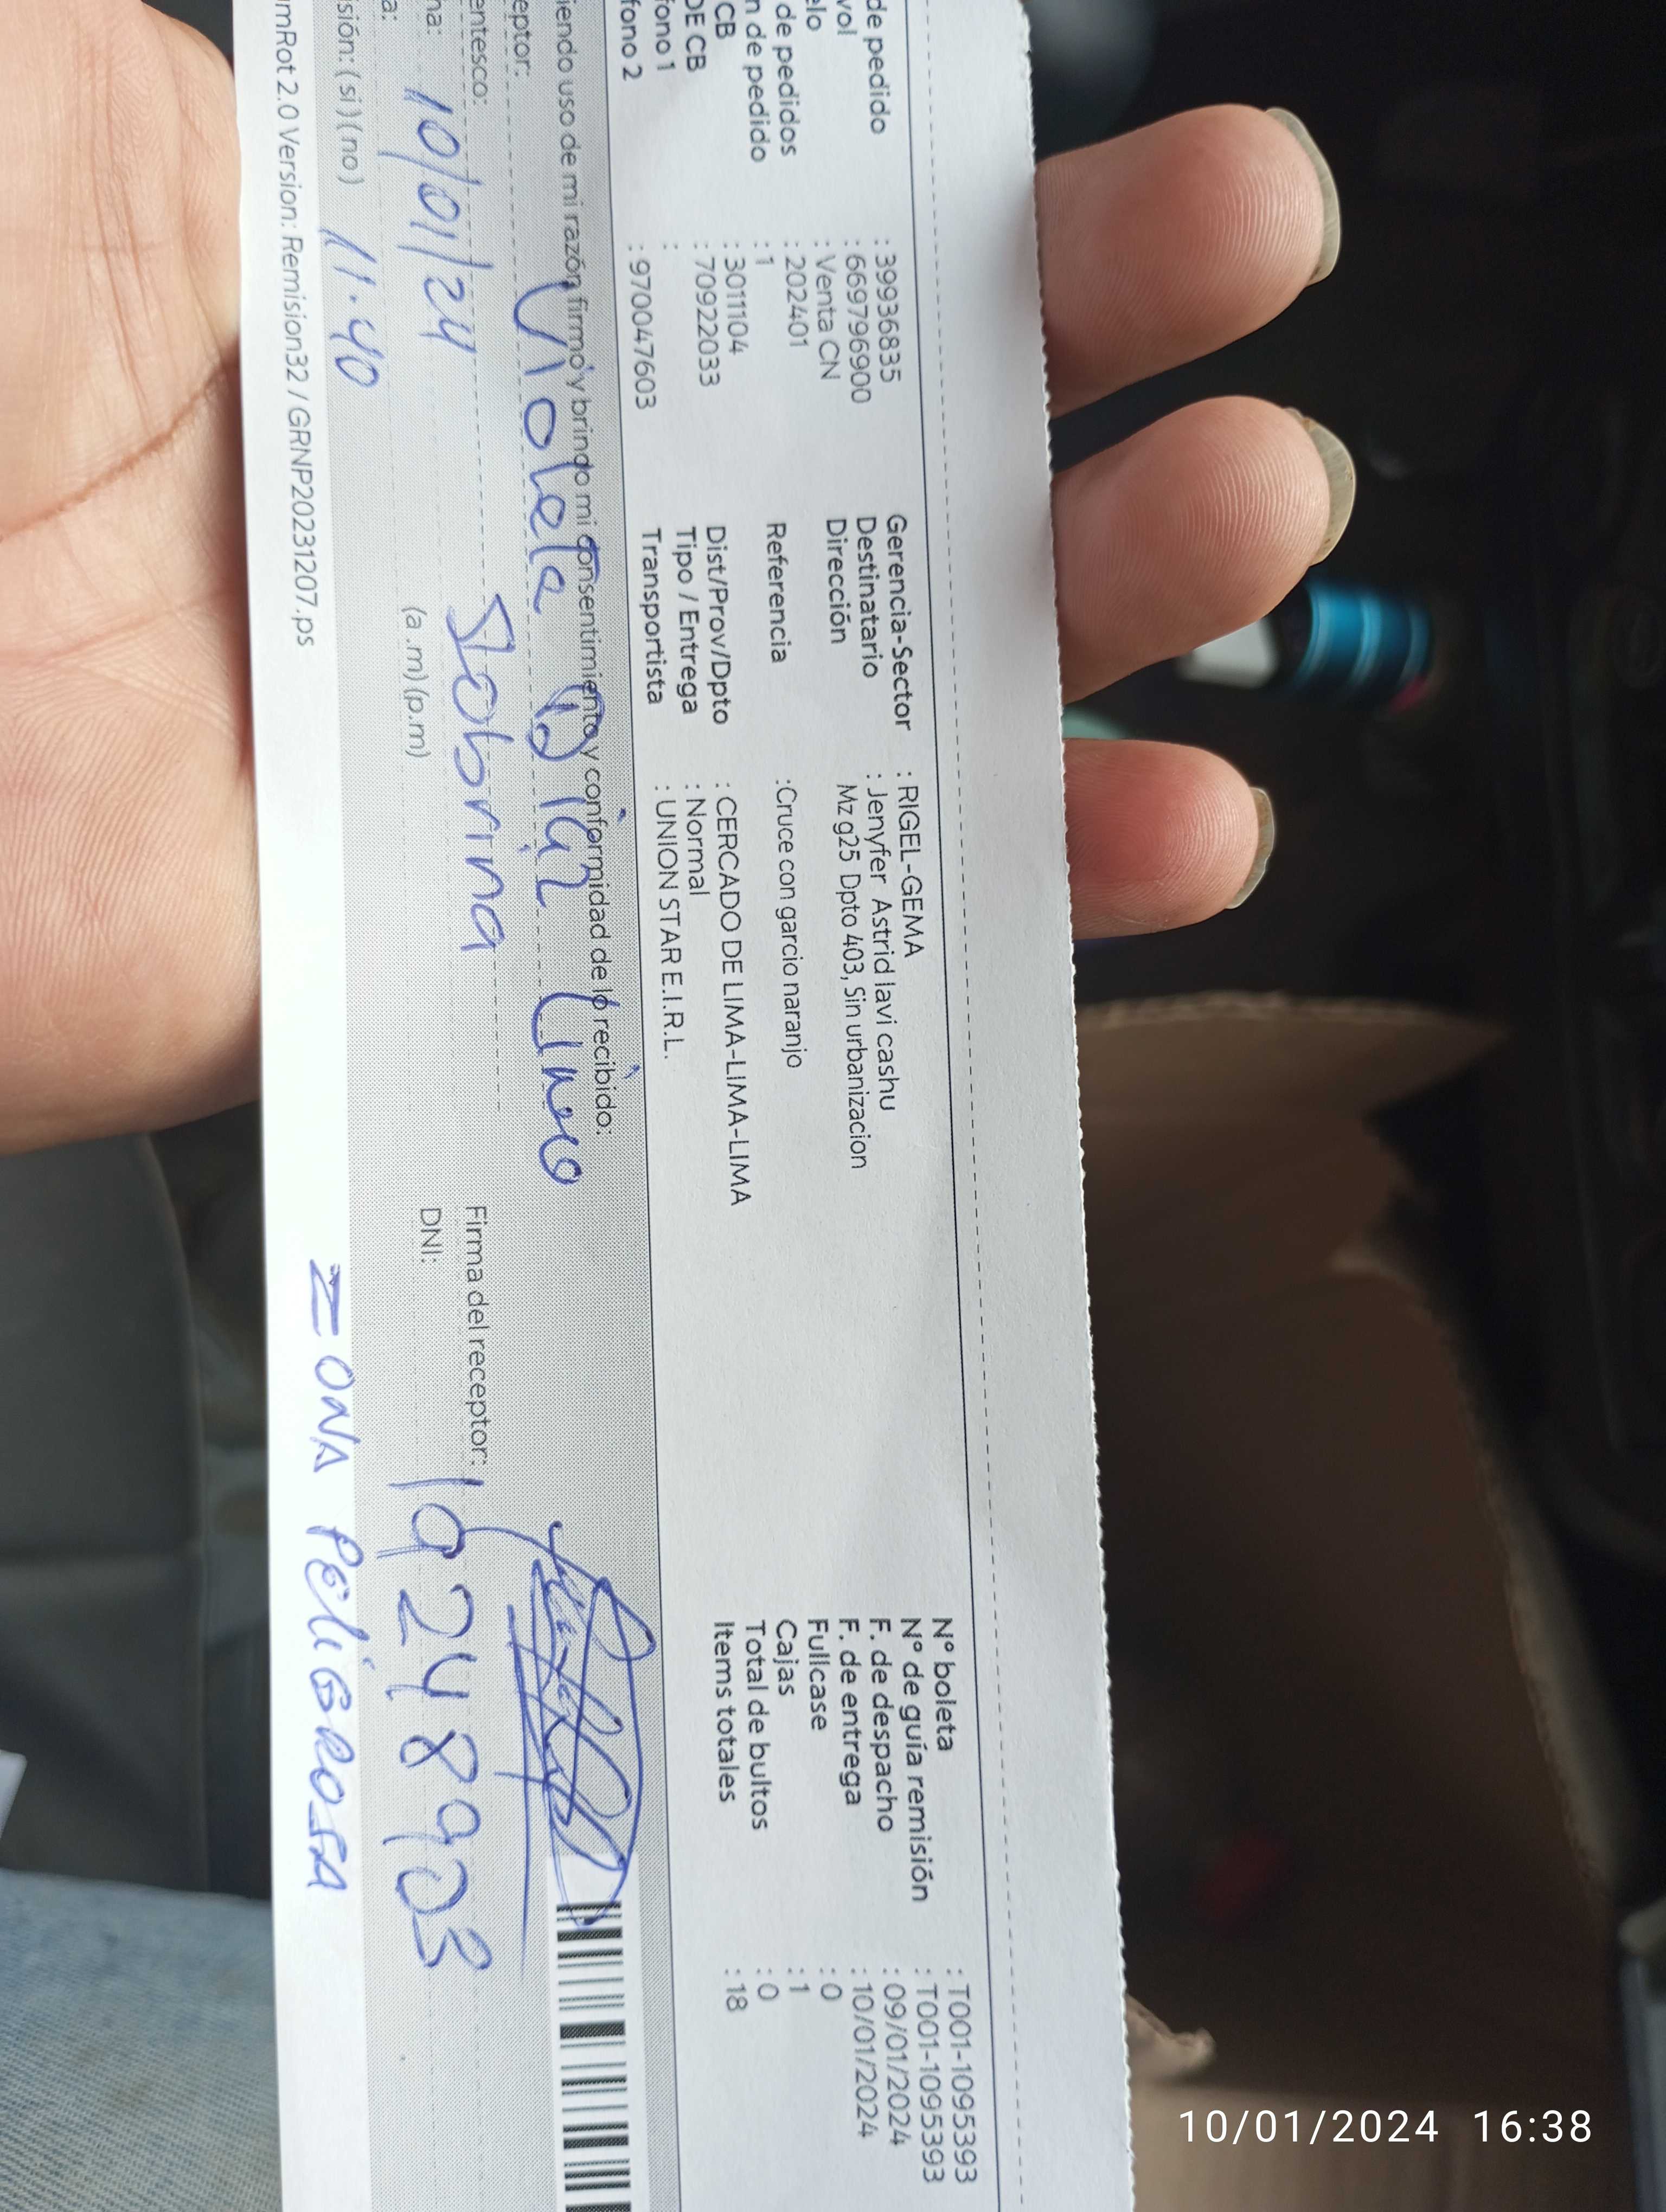 de pedido : 39936835
vol : 669796900
elo : Venta CN
de pedidos : 202401
n de pedido : 1
CB : 3011104
DE CB : 70922033
fono 1 :
fono 2 : 970047603
Gerencia-Sector : RIGEL-GEMA
Destinatario : Jenyfer Astrid lavi cashu
Dirección Mz g25 Dpto 403, Sin urbanizacion
Referencia :Cruce con garcio naranjo
Dist/Prov/Dpto : CERCADO DE LIMA-LIMA-LIMA
Tipo / Entrega : Normal
Transportista : UNION STAR E.I.R.L.
N° boleta : T001-1095393
N° de guía remisión : T001-1095393
F. de despacho : 09/01/2024
F. de entrega : 10/01/2024
Fullcase : 0
Cajas : 1
Total de bultos : 0
Items totales : 18
iendo uso de mi razón, firmo y brindo mi consentimiento y conformidad de lo recibido:
eptor: Violeta Diaz
entesco: Sobrina
na: 10/01/24
a: 11.40 (a.m) (p.m)
sión: (si) (no)
Firma del receptor:
DNI: 19248903
mRot 2.0 Version: Remision32 / GRNP20231207.ps
ZONA PELIGROSA
10/01/2024 16:38